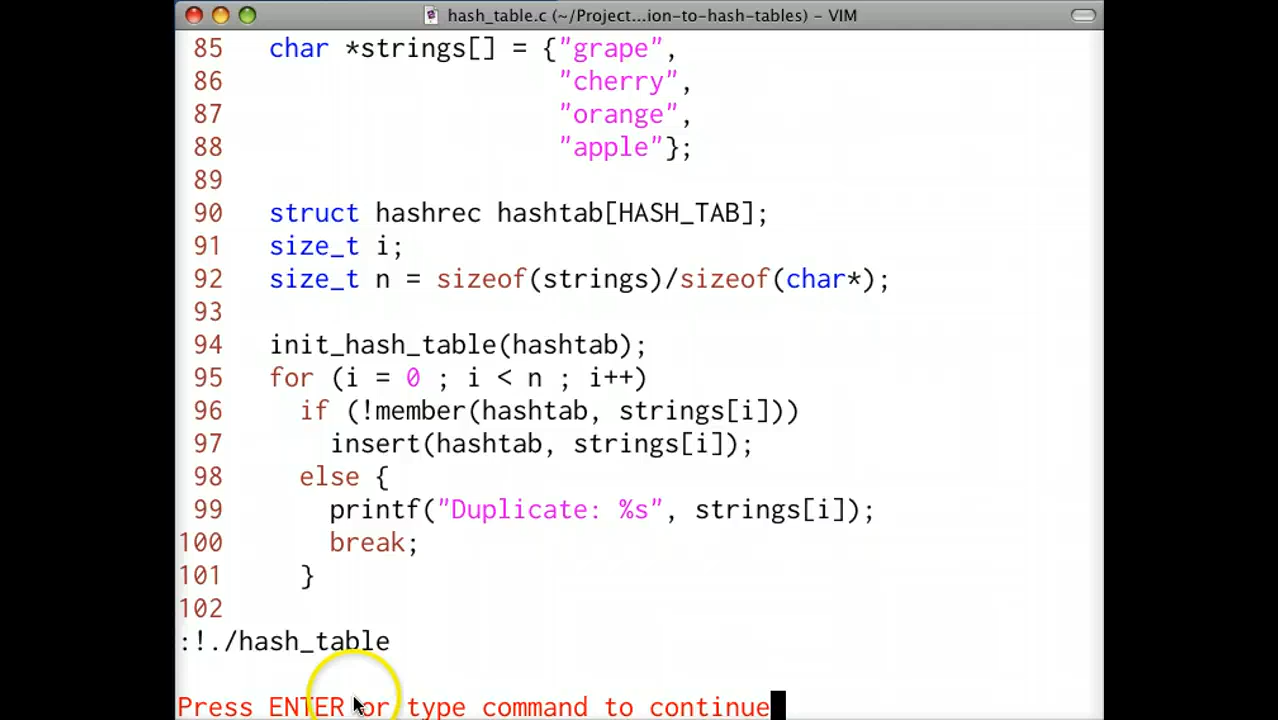 hash_table.c (~/Project...ion-to-hash-tables) – VIM
85 char *strings[] = {"grape",
86 "cherry",
87 "orange",
88 "apple"};
89
90 struct hashrec hashtab[HASH_TAB];
91 size_t i;
92 size_t n = sizeof(strings)/sizeof(char*);
93
94 init_hash_table(hashtab);
95 for (i = 0 ; i < n ; i++)
96 if (!member(hashtab, strings[i]))
97 insert(hashtab, strings[i]);
98 else {
99 printf("Duplicate: %s", strings[i]);
100 break;
101 }
102
:!./hash_table
Press ENTER or type command to continue